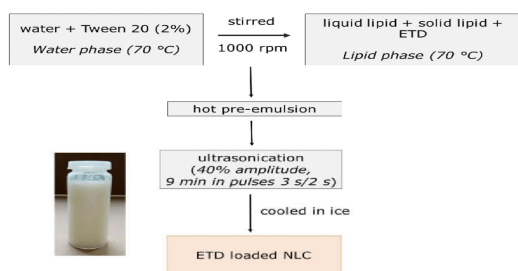 water + Tween 20 (2%)
Water phase (70 °C)
stirred
1000 rpm
liquid lipid + solid lipid +
ETD
Lipid phase (70 °C)
hot pre-emulsion
ultrasonication
(40% amplitude,
9 min in pulses 3 s/2 s)
cooled in ice
ETD loaded NLC